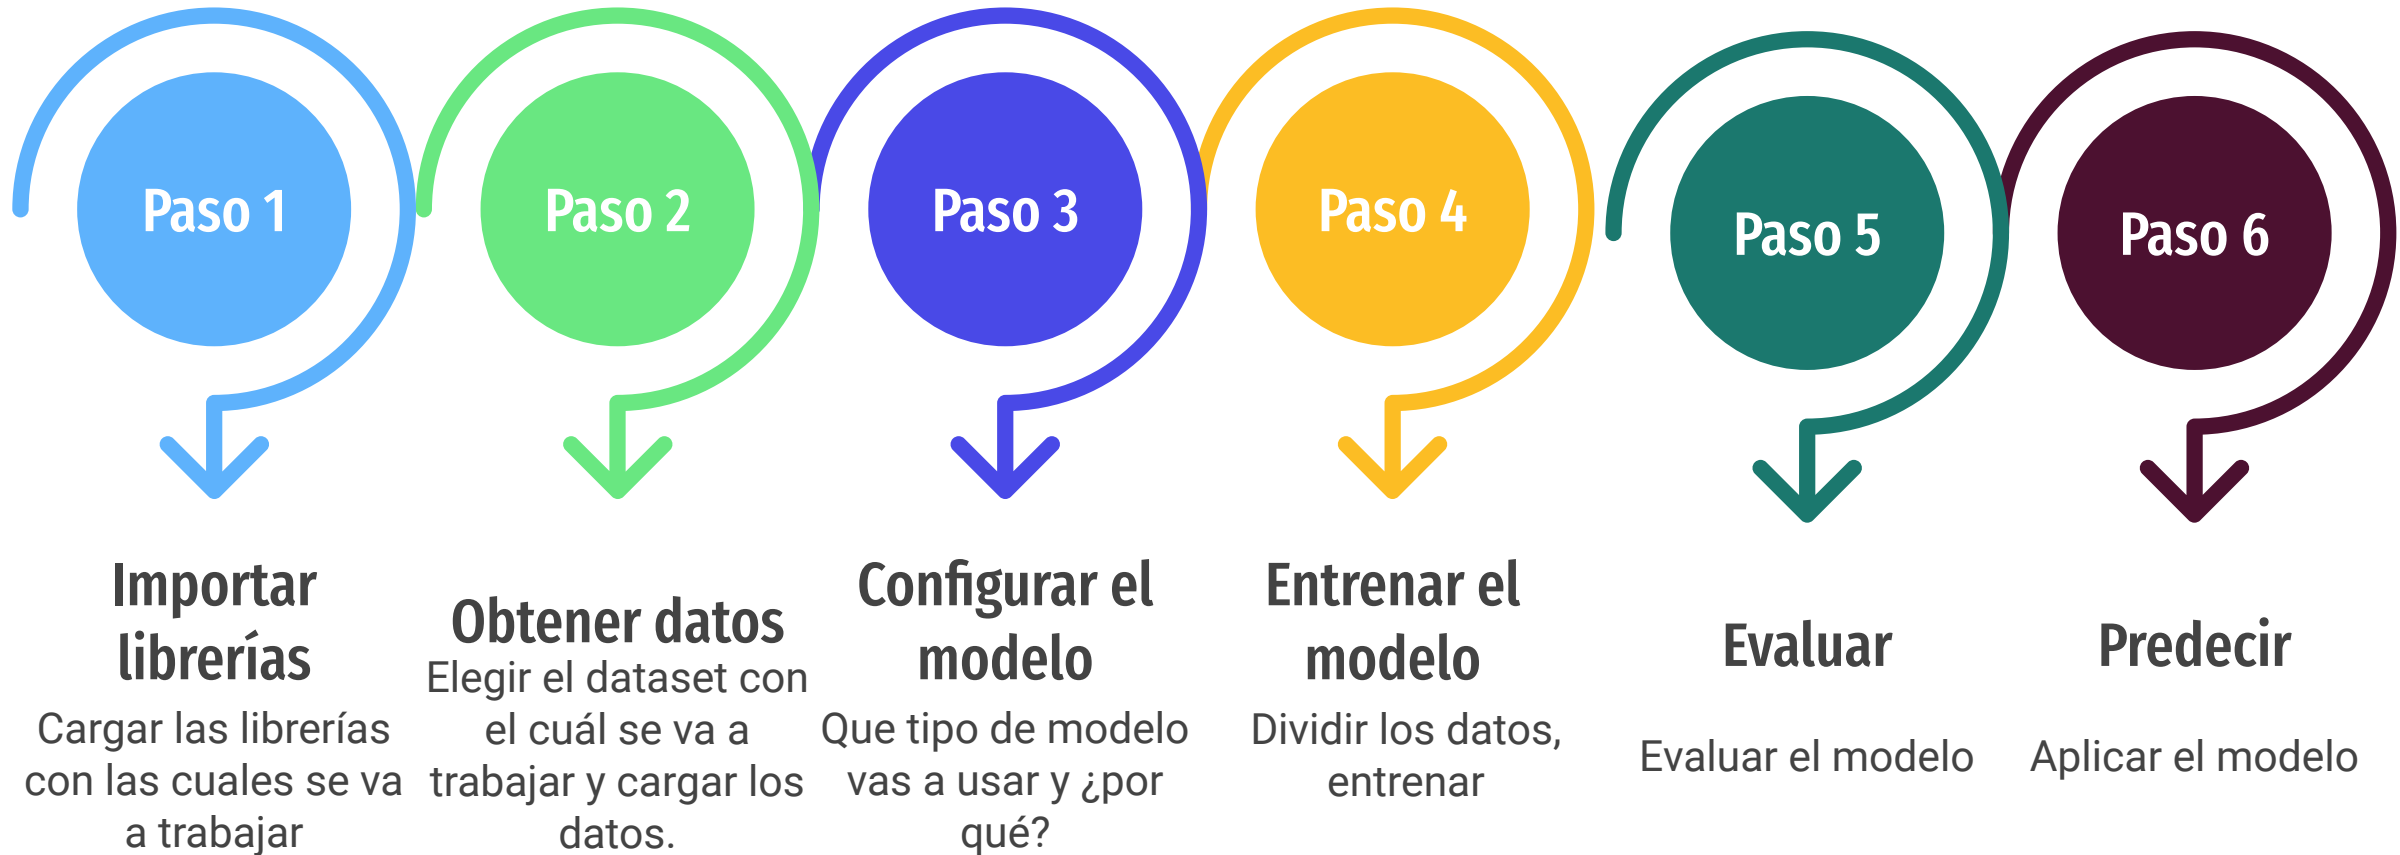 Paso 1
Paso 2
Paso 3
Paso 4
Paso 5
Paso 6
Importar
librerías
Cargar las librerías
con las cuales se va
a trabajar
Obtener datos
Elegir el dataset con
el cuál se va a
trabajar y cargar los
datos.
Configurar el
modelo
Que tipo de modelo
vas a usar y ¿por
qué?
Entrenar el
modelo
Dividir los datos,
entrenar
Evaluar
Evaluar el modelo
Predecir
Aplicar el modelo